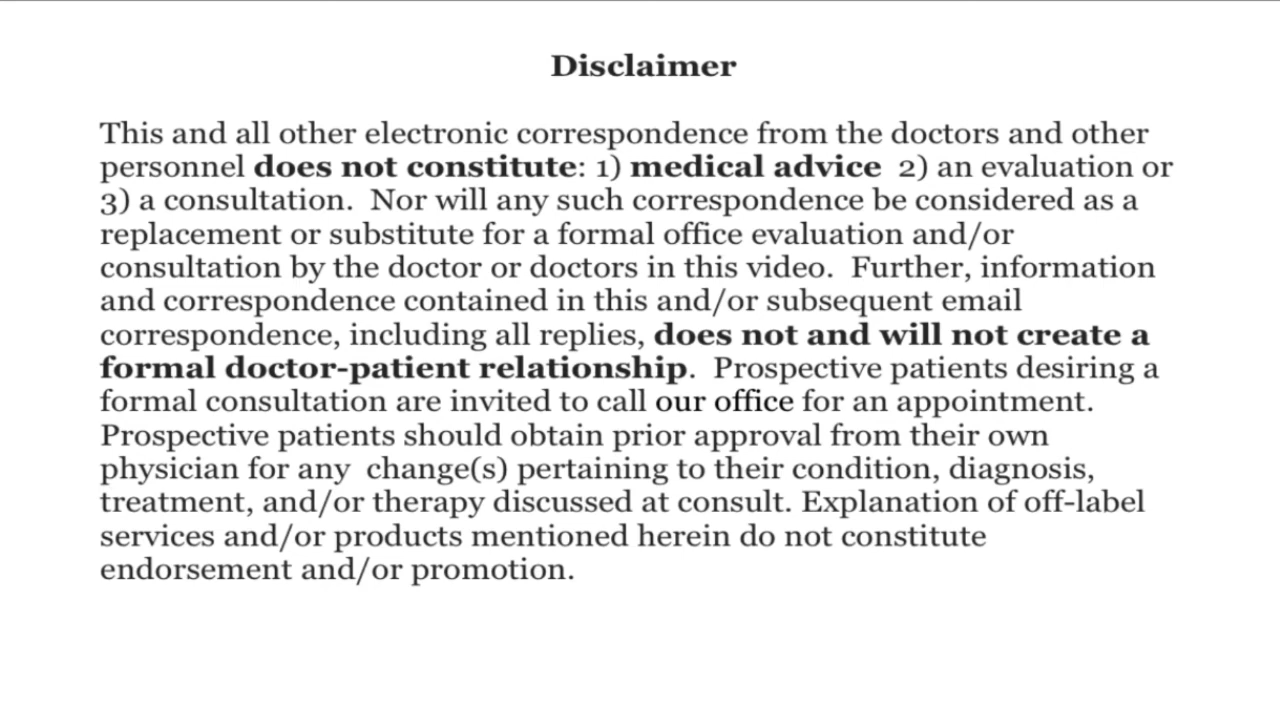 Disclaimer
This and all other electronic correspondence from the doctors and other
personnel does not constitute: 1) medical advice  2) an evaluation or
3) a consultation.  Nor will any such correspondence be considered as a
replacement or substitute for a formal office evaluation and/or
consultation by the doctor or doctors in this video.  Further, information
and correspondence contained in this and/or subsequent email
correspondence, including all replies, does not and will not create a
formal doctor-patient relationship.  Prospective patients desiring a
formal consultation are invited to call our office for an appointment.
Prospective patients should obtain prior approval from their own
physician for any  change(s) pertaining to their condition, diagnosis,
treatment, and/or therapy discussed at consult. Explanation of off-label
services and/or products mentioned herein do not constitute
endorsement and/or promotion.